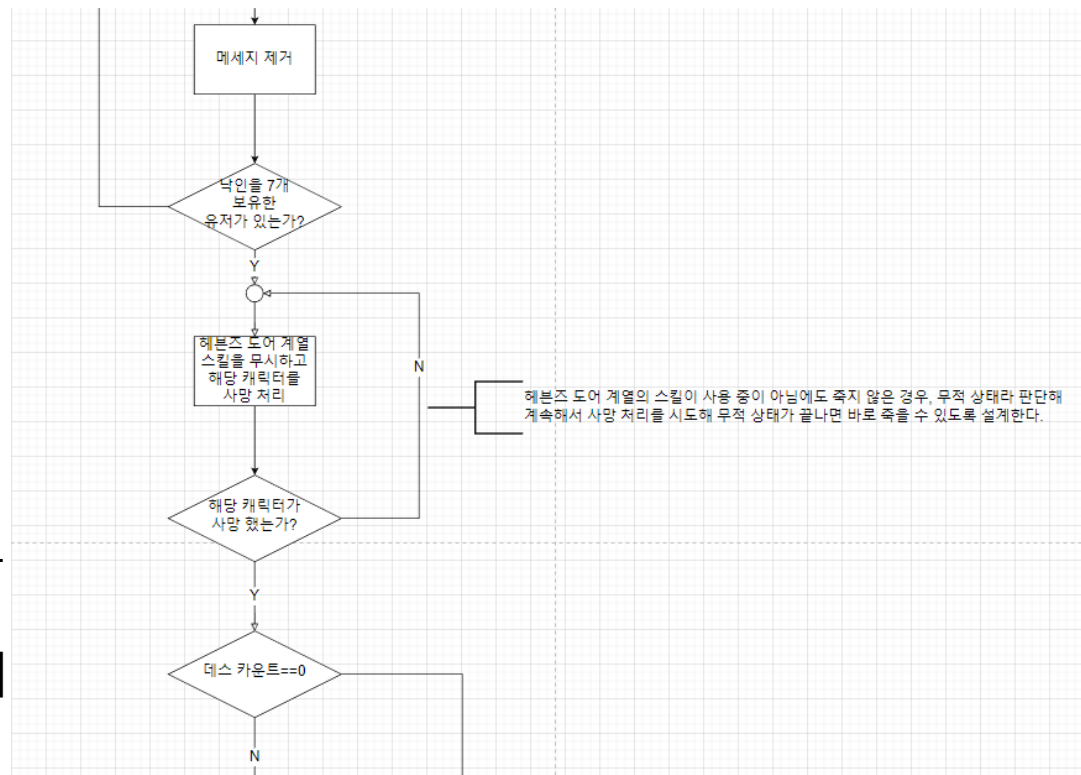 메세지 제거
낙인을 7개
보유한
유저가 있는가?
Y
헤븐즈 도어 계열
스킬을 무시하고
해당 캐릭터를
사망 처리
N
헤븐즈 도어 계열의 스킬이 사용 중이 아님에도 죽지 않은 경우, 무적 상태라 판단해
계속해서 사망 처리를 시도해 무적 상태가 끝나면 바로 죽을 수 있도록 설계한다.
해당 캐릭터가
사망 했는가?
Y
데스 카운트==0
N